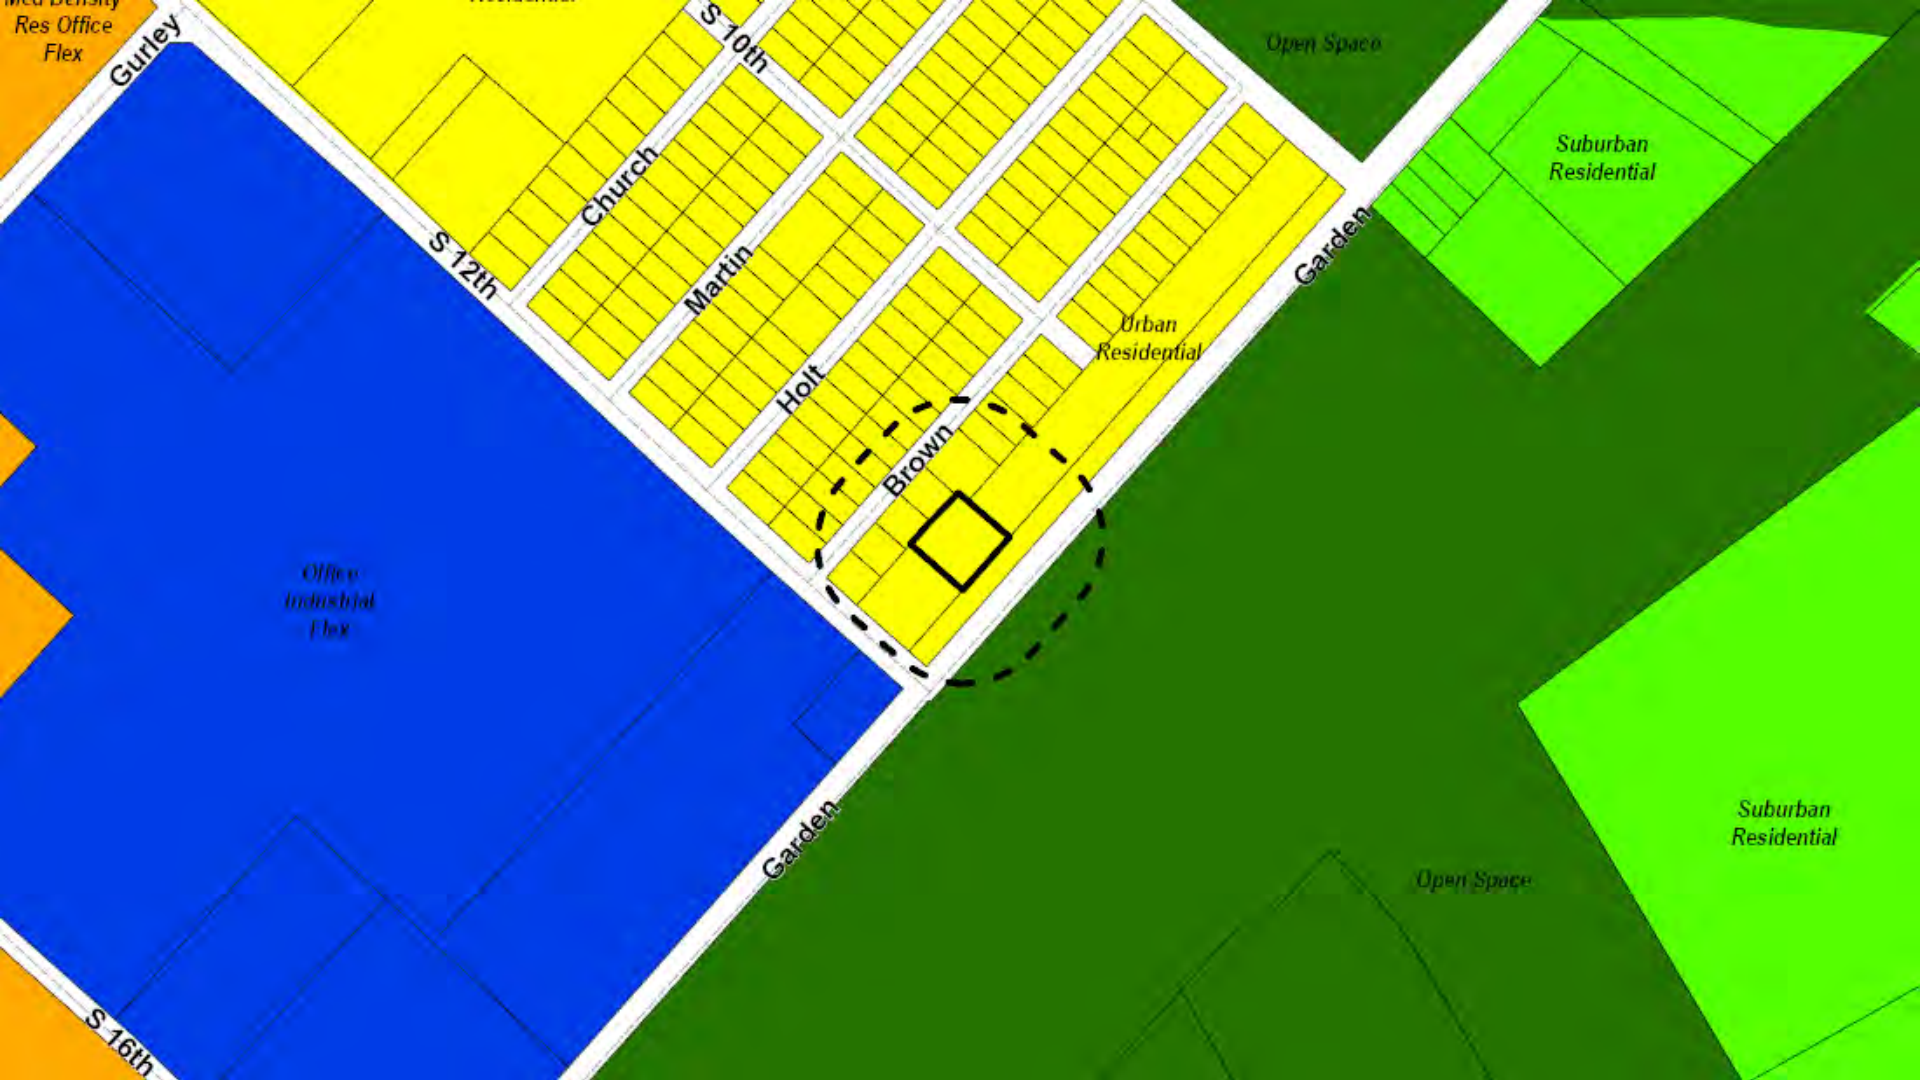 Med Density
Res Office
Flex
Gurley
Residential
S 10th
Open Space
Suburban
Residential
Church
S 12th
Martin
Garden
Urban
Residential
Holt
Brown
Office
Industrial
Flex
Garden
Suburban
Residential
Open Space
S 16th